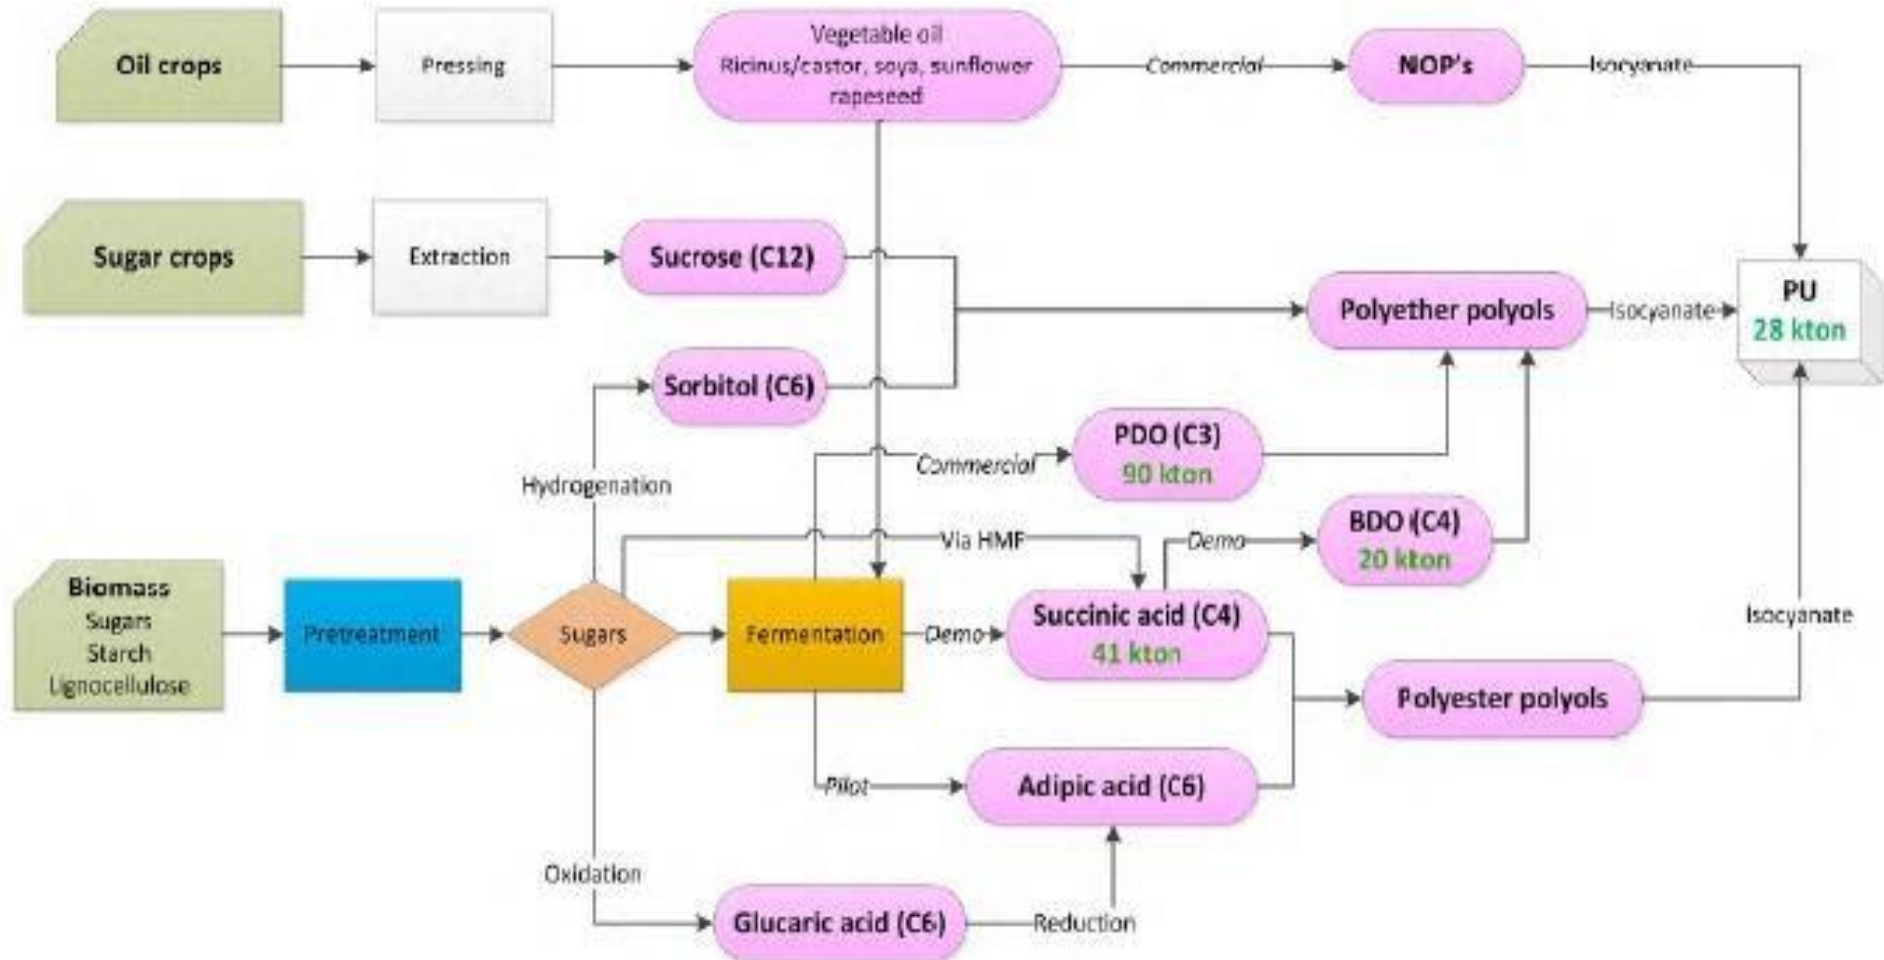 Oil crops
Pressing
Vegetable oil
Ricinus/castor, soya, sunflower
rapeseed
Commercial
NOP's
Isocyanate
Sugar crops
Extraction
Sucrose (C12)
Polyether polyols
Isocyanate
PU
28 kton
Sorbitol (C6)
Hydrogenation
Commercial
PDO (C3)
90 kton
Via HMF
Demo
BDO (C4)
20 kton
Biomass
Sugars
Starch
Lignocellulose
Pretreatment
Sugars
Fermentation
Demo
Succinic acid (C4)
41 kton
Isocyanate
Polyester polyols
Pilot
Adipic acid (C6)
Oxidation
Glucaric acid (C6)
Reduction